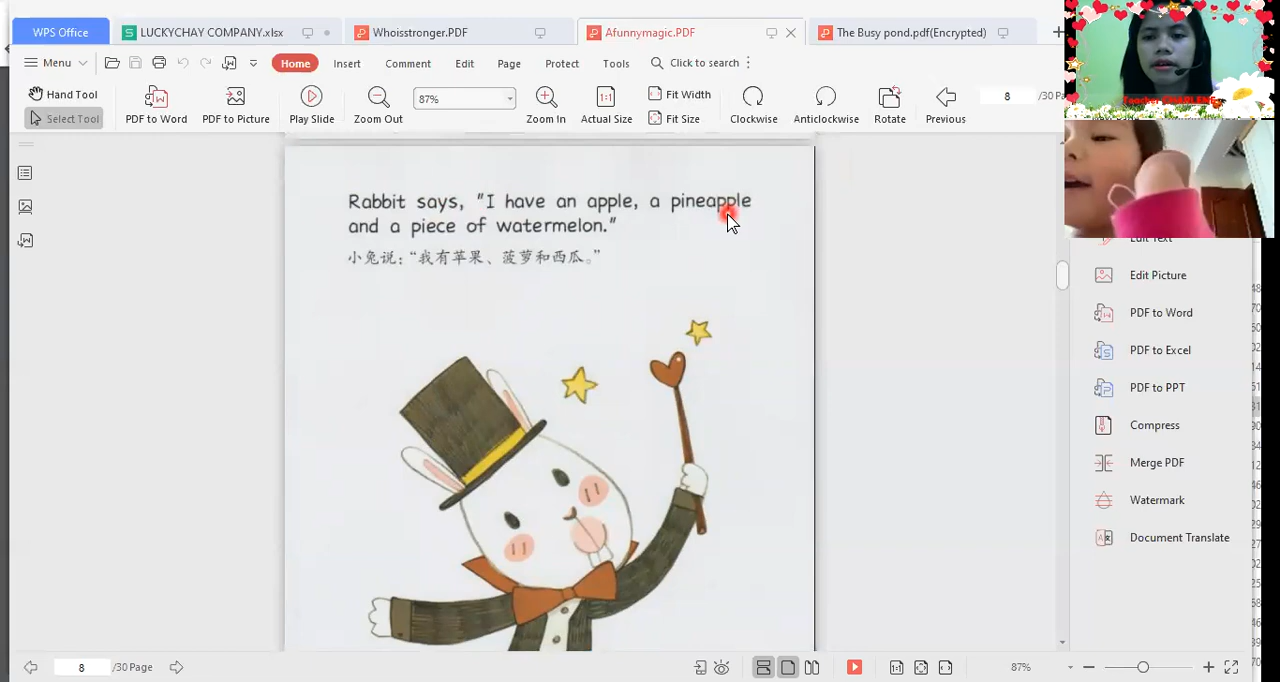 WPS Office
LUCKYCHAY COMPANY.xlsx
Whoisstronger.PDF
Afunnymagic.PDF
The Busy pond.pdf(Encrypted)
Menu
Home
Insert
Comment
Edit
Page
Protect
Tools
Click to search
Hand Tool
Select Tool
PDF to Word
PDF to Picture
Play Slide
Zoom Out
87%
Zoom In
Actual Size
Fit Width
Fit Size
Clockwise
Anticlockwise
Rotate
Previous
8
/30 Pa
Rabbit says, "I have an apple, a pineapple
and a piece of watermelon."
小兔说：“我有苹果、菠萝和西瓜。”
Edit Text
Edit Picture
PDF to Word
PDF to Excel
PDF to PPT
Compress
Merge PDF
Watermark
Document Translate
8
/30 Page
87%